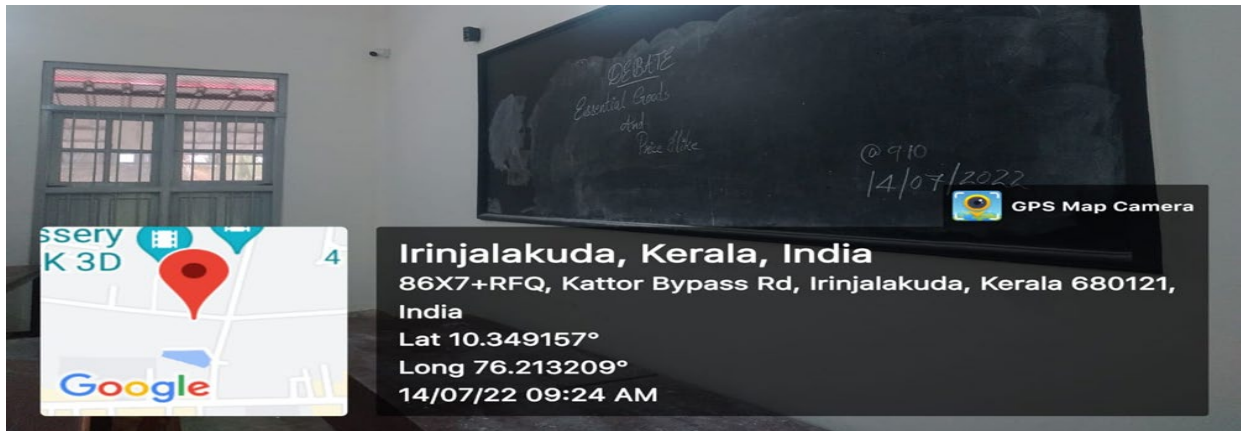 DEBATE
Essential Goods
And
Price Hike
@ 910
14/07/2022
GPS Map Camera
ssery
K 3D
4
Google
Irinjalakuda, Kerala, India
86X7+RFQ, Kattor Bypass Rd, Irinjalakuda, Kerala 680121,
India
Lat 10.349157°
Long 76.213209°
14/07/22 09:24 AM